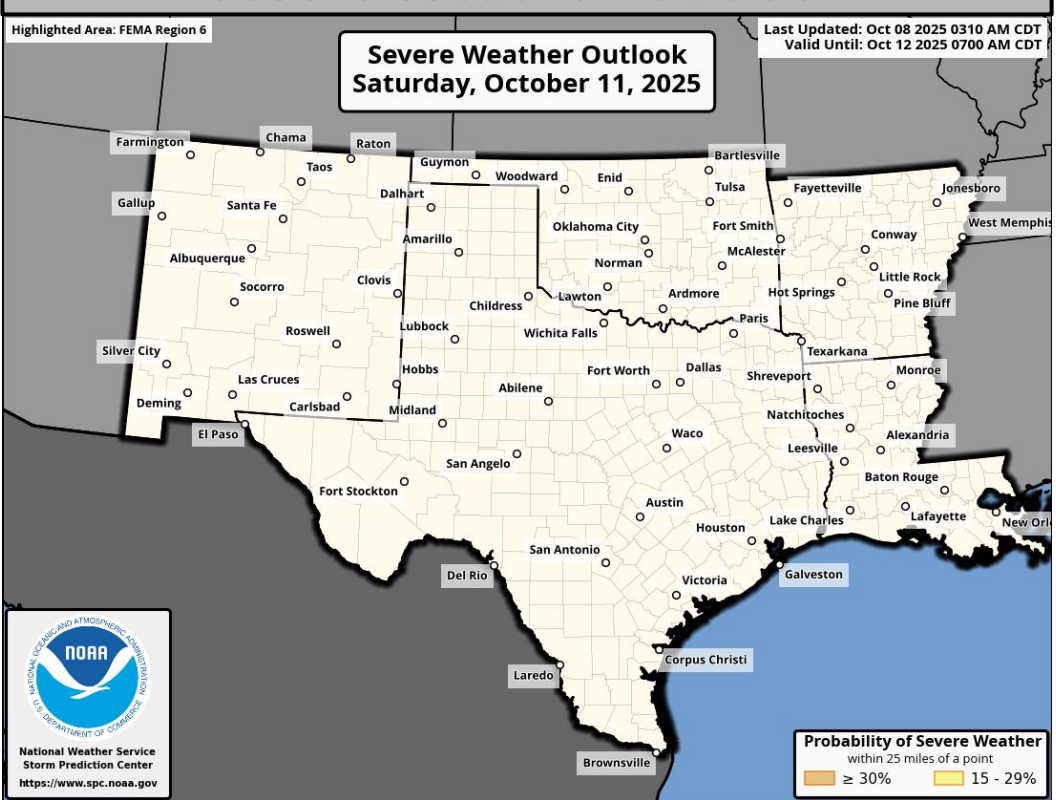 Highlighted Area: FEMA Region 6
Severe Weather Outlook
Saturday, October 11, 2025
Last Updated: Oct 08 2025 0310 AM CDT
Valid Until: Oct 12 2025 0700 AM CDT
Farmington
Chama
Raton
Taos
Guymon
Woodward
Enid
Bartlesville
Tulsa
Fayetteville
Jonesboro
Gallup
Santa Fe
Dalhart
Oklahoma City
Fort Smith
West Memphis
Albuquerque
Amarillo
Norman
McAlester
Conway
Socorro
Clovis
Childress
Lawton
Ardmore
Hot Springs
Little Rock
Pine Bluff
Roswell
Lubbock
Wichita Falls
Paris
Texarkana
Silver City
Las Cruces
Hobbs
Abilene
Fort Worth
Dallas
Shreveport
Monroe
Deming
Carlsbad
Midland
Natchitoches
El Paso
San Angelo
Waco
Leesville
Alexandria
Fort Stockton
Austin
Baton Rouge
Houston
Lake Charles
Lafayette
New Orl
Del Rio
San Antonio
Galveston
Victoria
Laredo
Corpus Christi
Brownsville
NATIONAL OCEANIC AND ATMOSPHERIC ADMINISTRATION
NOAA
U.S. DEPARTMENT OF COMMERCE
National Weather Service
Storm Prediction Center
https://www.spc.noaa.gov
Probability of Severe Weather
within 25 miles of a point
≥ 30%
15 - 29%